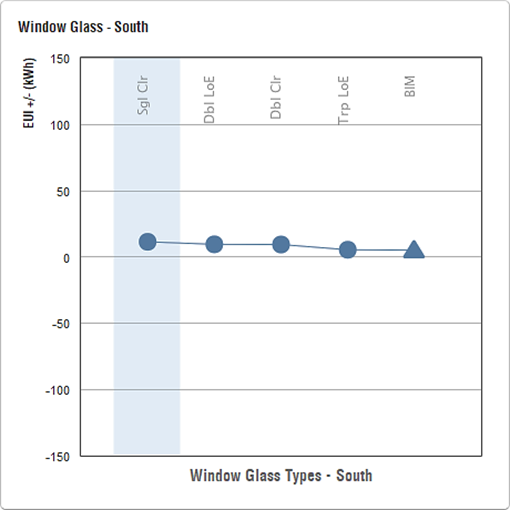 Window Glass - South
EUI +/- (kWh)
150
100
50
0
-50
-100
-150
Sgl Clr
Dbl LoE
Dbl Clr
Trp LoE
BIM
Window Glass Types - South